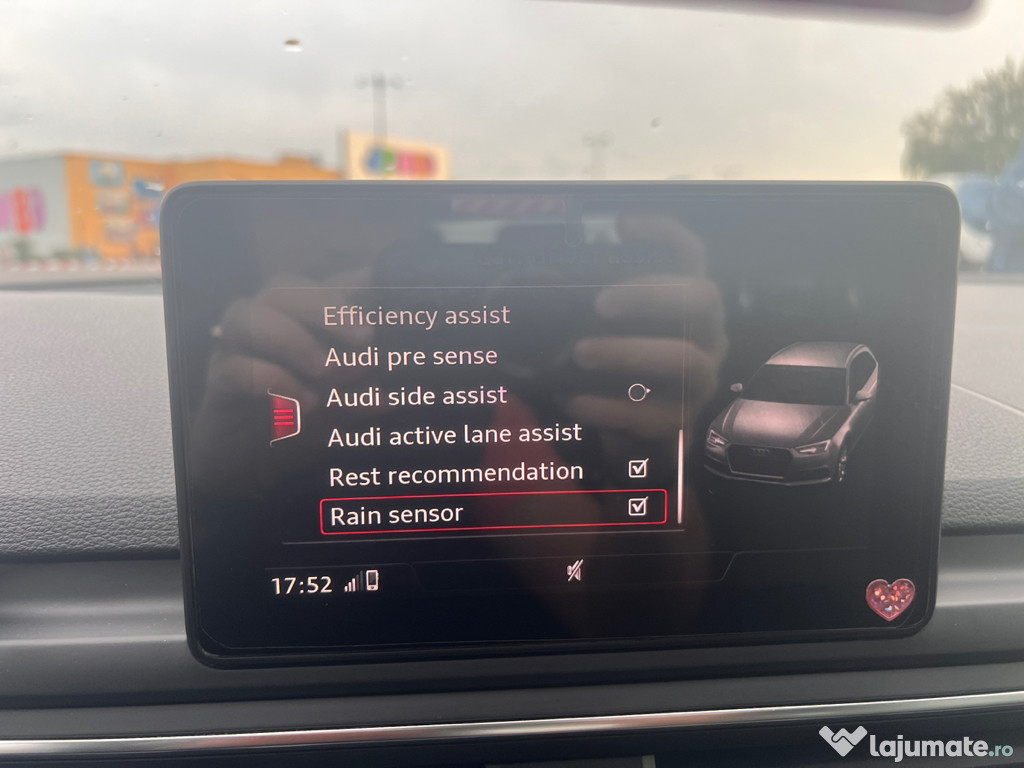 Efficiency assist
Audi pre sense
Audi side assist
Audi active lane assist
Rest recommendation
Rain sensor
17:52
lajumate.ro